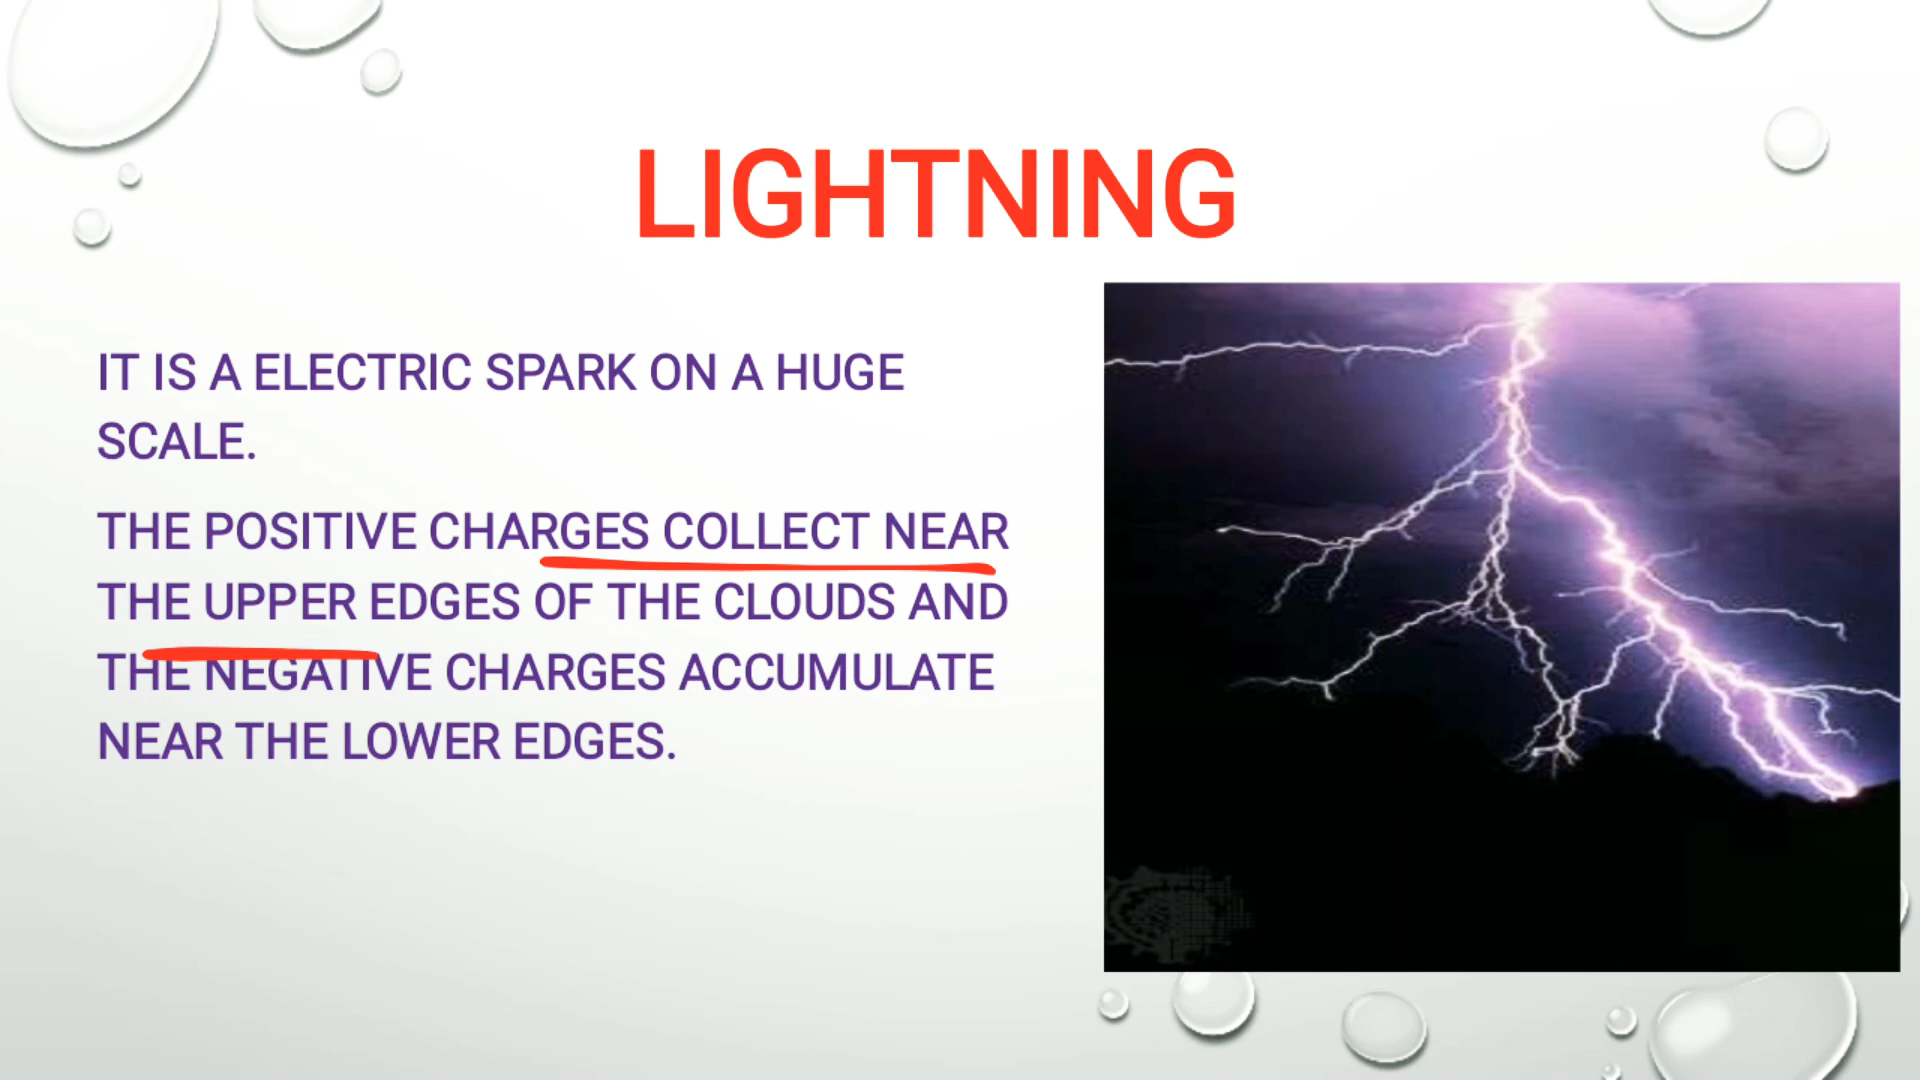 LIGHTNING
IT IS A ELECTRIC SPARK ON A HUGE
SCALE.
THE POSITIVE CHARGES COLLECT NEAR
THE UPPER EDGES OF THE CLOUDS AND
THE NEGATIVE CHARGES ACCUMULATE
NEAR THE LOWER EDGES.